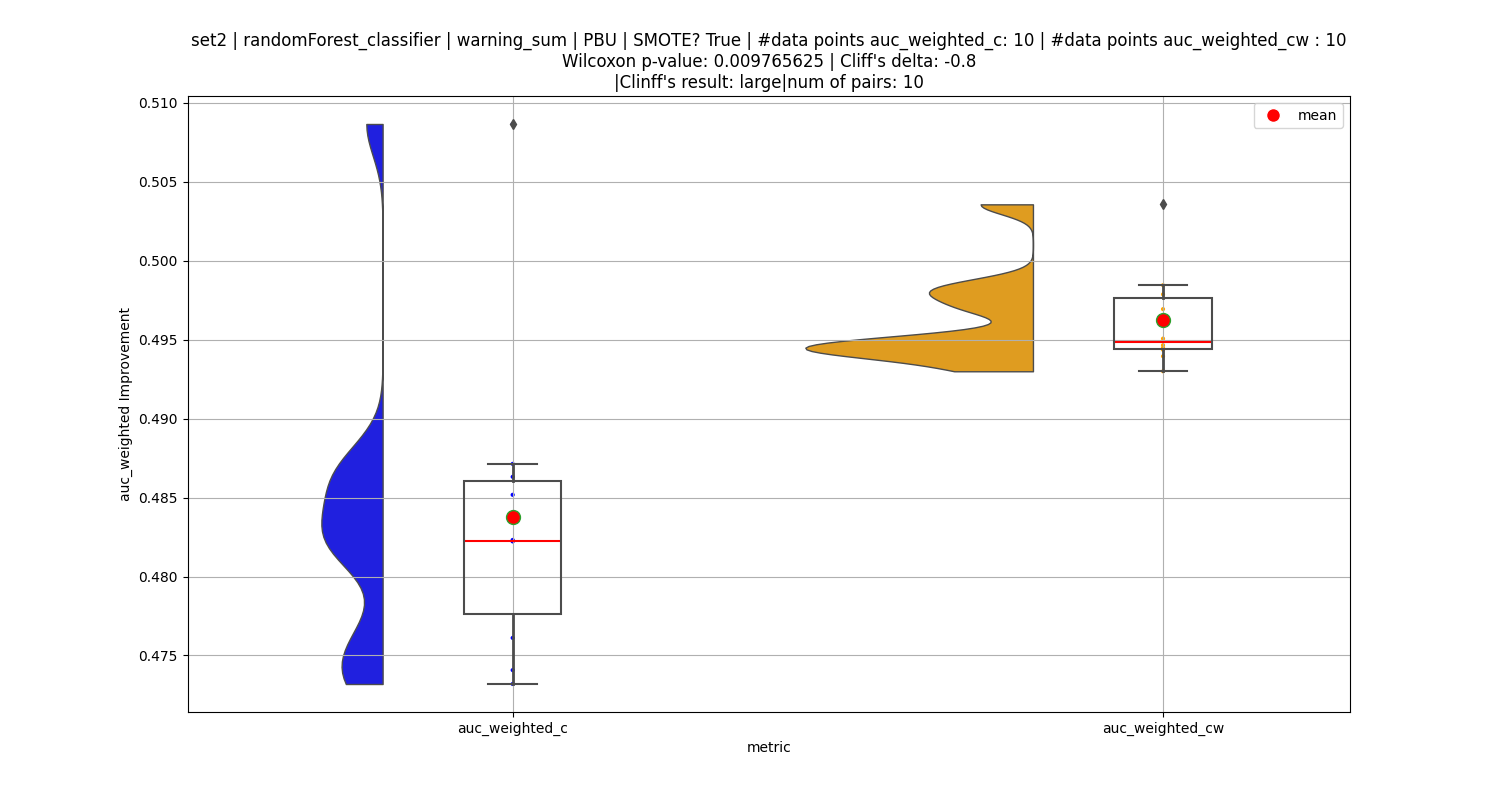 set2 | randomForest_classifier | warning_sum | PBU | SMOTE? True | #data points auc_weighted_c: 10 | #data points auc_weighted_cw : 10
Wilcoxon p-value: 0.009765625 | Cliff's delta: -0.8
|Clinff's result: large|num of pairs: 10
0.510
0.505
0.500
0.495
0.490
0.485
0.480
0.475
auc_weighted Improvement
mean
auc_weighted_c
auc_weighted_cw
metric